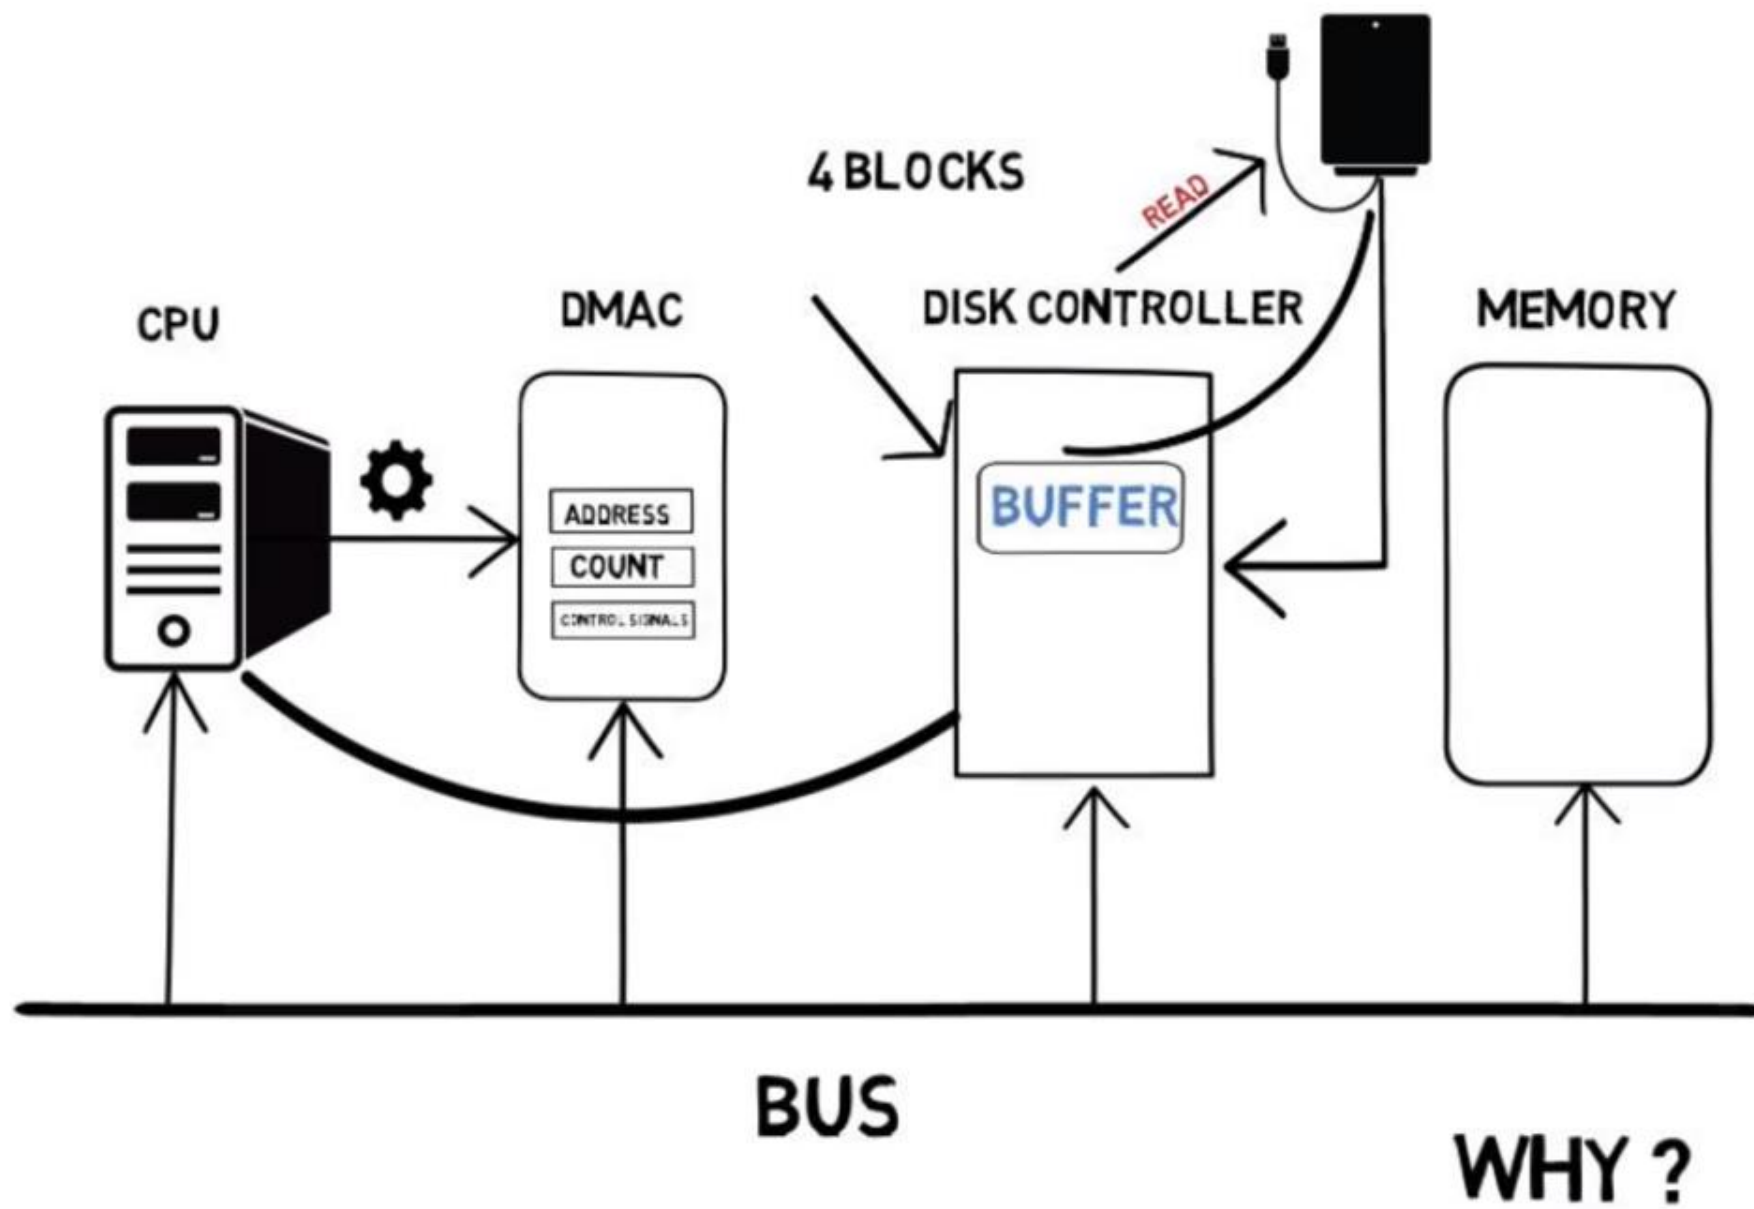 4 BLOCKS
READ
CPU
DMAC
DISK CONTROLLER
MEMORY
ADDRESS
COUNT
CONTROL SIGNALS
BUFFER
BUS
WHY ?